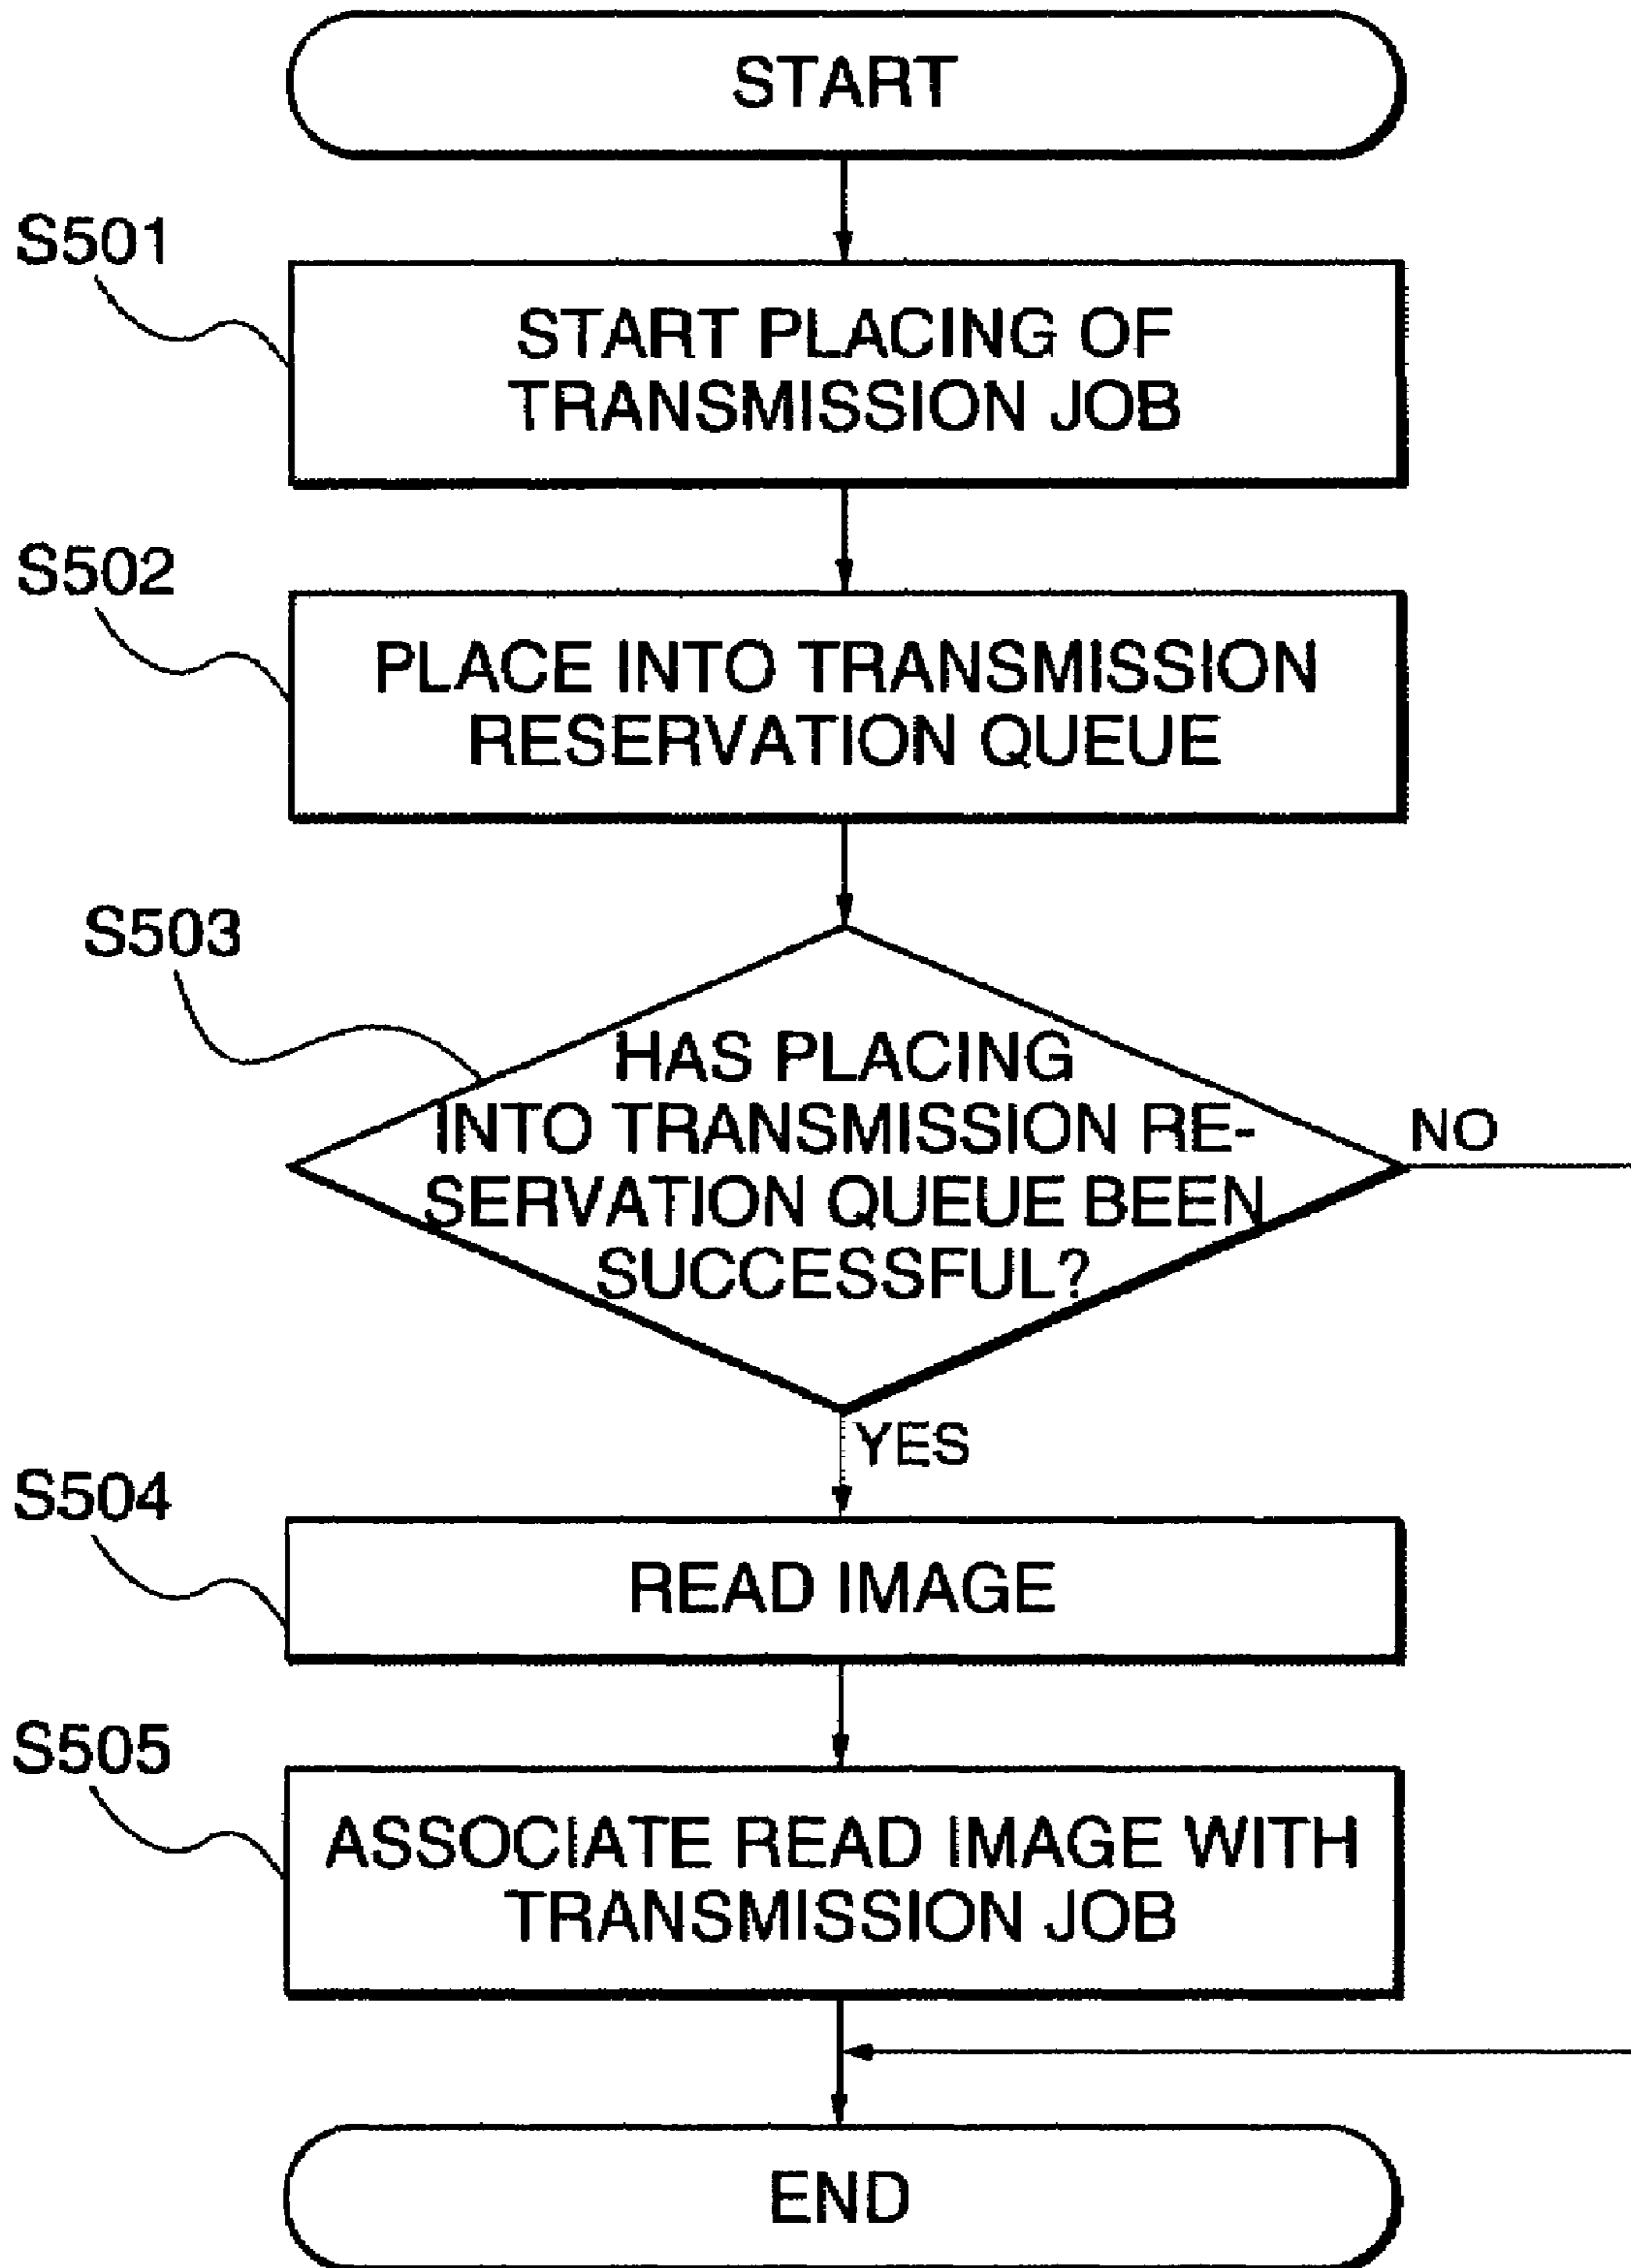 START
S501
START PLACING OF
TRANSMISSION JOB
S502
PLACE INTO TRANSMISSION
RESERVATION QUEUE
S503
HAS PLACING
INTO TRANSMISSION RE-
SERVATION QUEUE BEEN
SUCCESSFUL?
NO
YES
S504
READ IMAGE
S505
ASSOCIATE READ IMAGE WITH
TRANSMISSION JOB
END